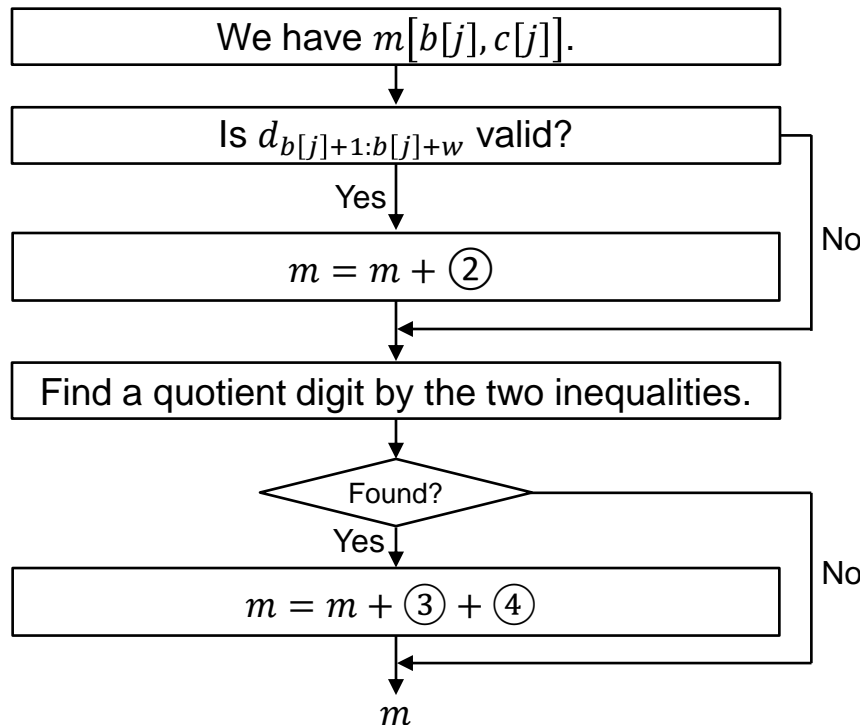 We have m[b[j], c[j]].
Is d_{b[j]+1:b[j]+w} valid?
Yes
No
m = m + ②
Find a quotient digit by the two inequalities.
Found?
Yes
No
m = m + ③ + ④
m